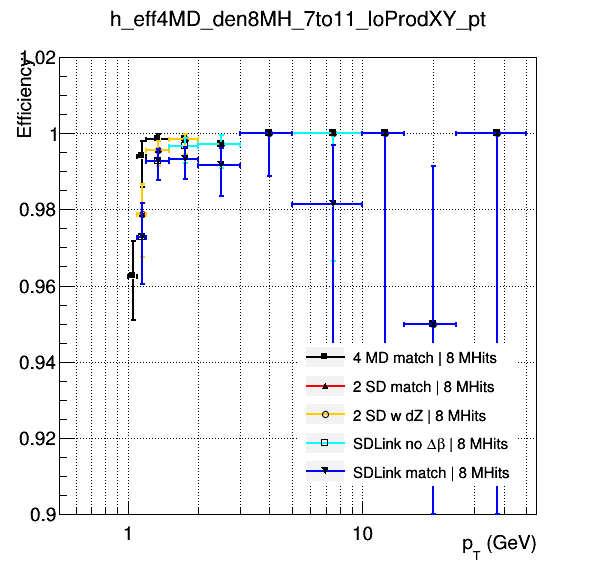 h_eff4MD_den8MH_7to11_loProdXY_pt
Efficiency
1.02
1
0.98
0.96
0.94
0.92
0.9
4 MD match | 8 MHits
2 SD match | 8 MHits
2 SD w dZ | 8 MHits
SDLink no Δβ | 8 MHits
SDLink match | 8 MHits
1
10
p_T (GeV)